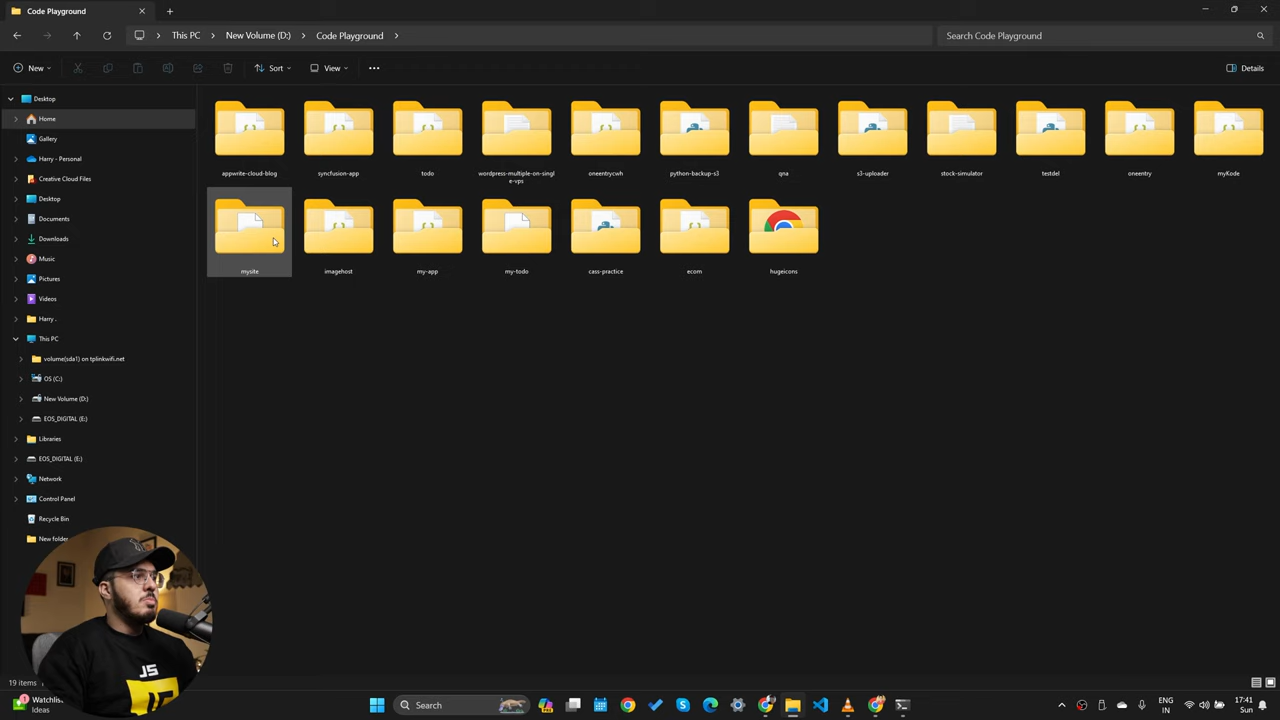 Code Playground
This PC
New Volume (D:)
Code Playground
Search Code Playground
New
Sort
View
Details
Desktop
Home
Gallery
Harry - Personal
Creative Cloud Files
Desktop
Documents
Downloads
Music
Pictures
Videos
Harry .
This PC
volume(sda1) on tplinkwifi.net
OS (C:)
New Volume (D:)
EOS_DIGITAL (E:)
Libraries
EOS_DIGITAL (E:)
Network
Control Panel
Recycle Bin
New folder
appwrite-cloud-blog
syncfusion-app
todo
wordpress-multiple-on-singl
e-vps
oneentrycwh
python-backup-s3
qna
s3-uploader
stock-simulator
testdel
oneentry
myKode
mysite
imagehost
my-app
my-todo
cass-practice
ecom
hugeicons
JS
19 items
Watchlist
Ideas
Search
ENG
IN
17:41
Sun